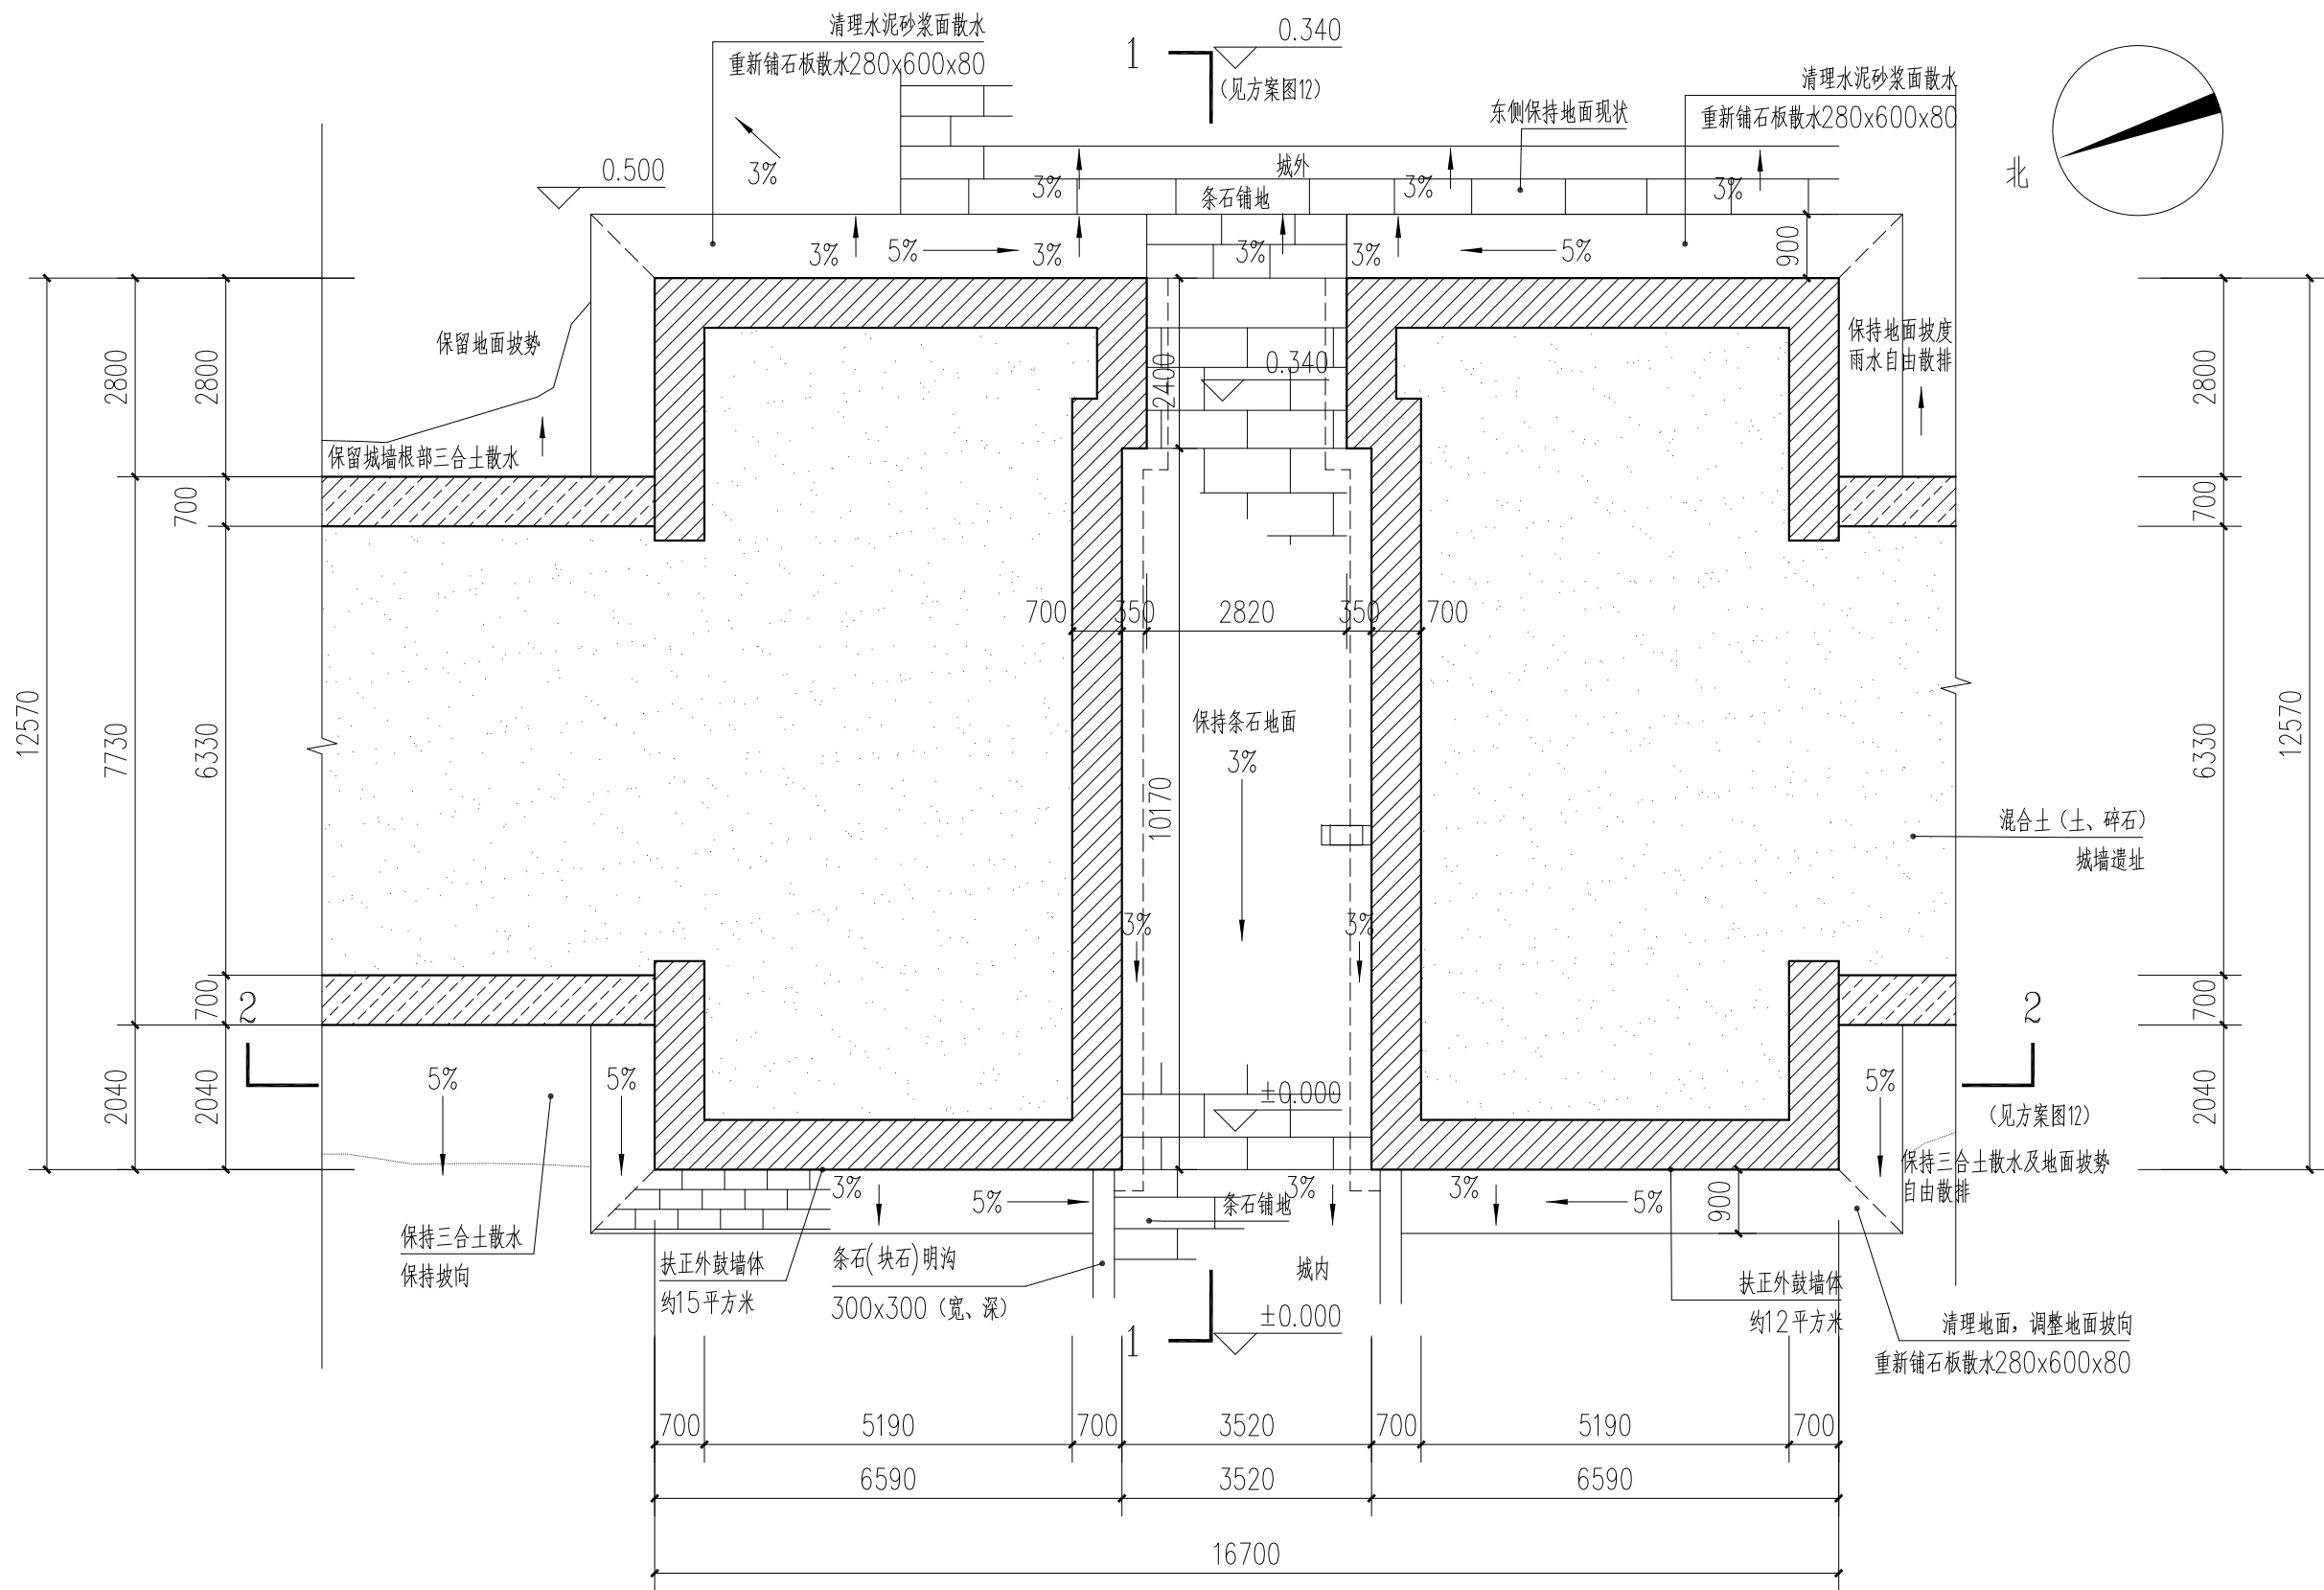 清理水泥砂浆面散水
重新铺石板散水280x600x80
1
0.340
(见方案图12)
清理水泥砂浆面散水
重新铺石板散水280x600x80
东侧保持地面现状
北
0.500
3%
城外
3%
3%
3%
条石铺地
3%
5%
3%
3%
3%
5%
900
保留地面坡势
保持地面坡度
雨水自由散排
保留城墙根部三合土散水
2400
0.340
2800
2800
2800
700
700
700
350
2820
350
700
12570
7730
6330
保持条石地面
3%
10170
6330
12570
混合土（土、碎石）
城墙遗址
3%
3%
700
700
2
2
2040
2040
5%
5%
±0.000
5%
2040
(见方案图12)
保持三合土散水及地面坡势
自由散排
3%
5%
条石铺地
3%
3%
5%
900
保持三合土散水
保持坡向
扶正外鼓墙体
约15平方米
条石(块石)明沟
300x300（宽、深）
城内
±0.000
1
扶正外鼓墙体
约12平方米
清理地面，调整地面坡向
重新铺石板散水280x600x80
700
5190
700
3520
700
5190
700
6590
3520
6590
16700